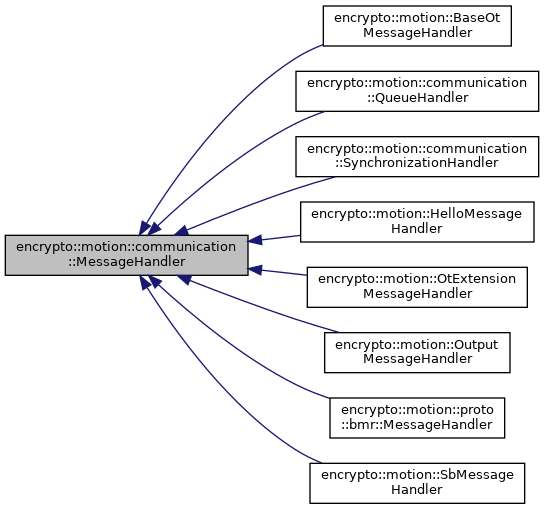 encrypto::motion::BaseOt
MessageHandler
encrypto::motion::communication
::QueueHandler
encrypto::motion::communication
::SynchronizationHandler
encrypto::motion::HelloMessage
Handler
encrypto::motion::communication
::MessageHandler
encrypto::motion::OtExtension
MessageHandler
encrypto::motion::Output
MessageHandler
encrypto::motion::proto
::bmr::MessageHandler
encrypto::motion::SbMessage
Handler